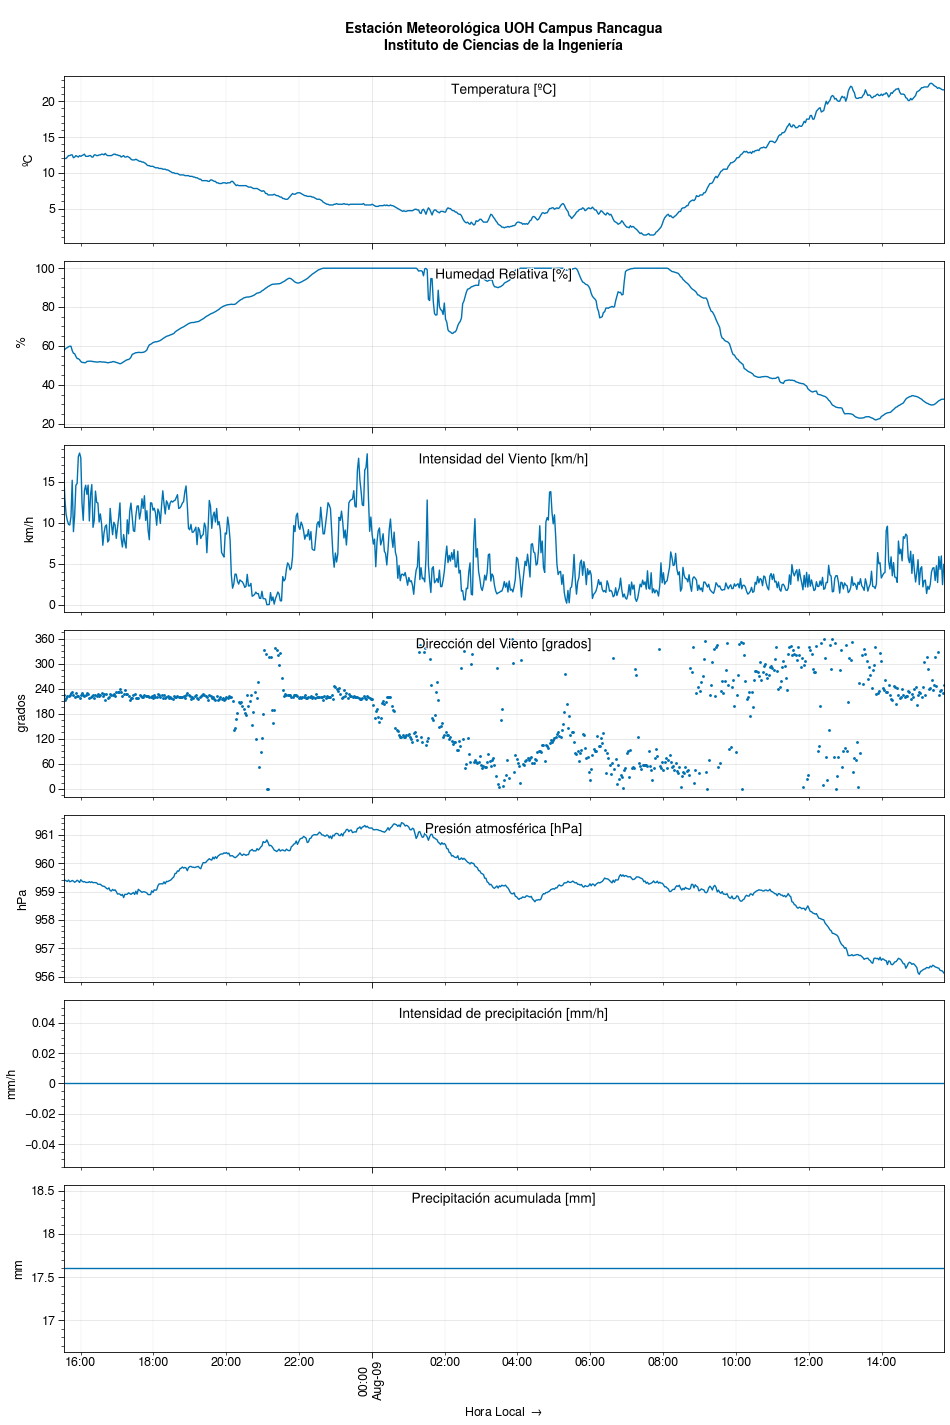 Estación Meteorológica UOH Campus Rancagua
Instituto de Ciencias de la Ingeniería
Temperatura [ºC]
ºC
20
15
10
5
Humedad Relativa [%]
%
100
80
60
40
20
Intensidad del Viento [km/h]
km/h
15
10
5
0
Dirección del Viento [grados]
grados
360
300
240
180
120
60
0
Presión atmosférica [hPa]
hPa
961
960
959
958
957
956
Intensidad de precipitación [mm/h]
mm/h
0.04
0.02
0
−0.02
−0.04
Precipitación acumulada [mm]
mm
18.5
18
17.5
17
16:00 18:00 20:00 22:00 00:00 02:00 04:00 06:00 08:00 10:00 12:00 14:00
Aug-09
Hora Local →